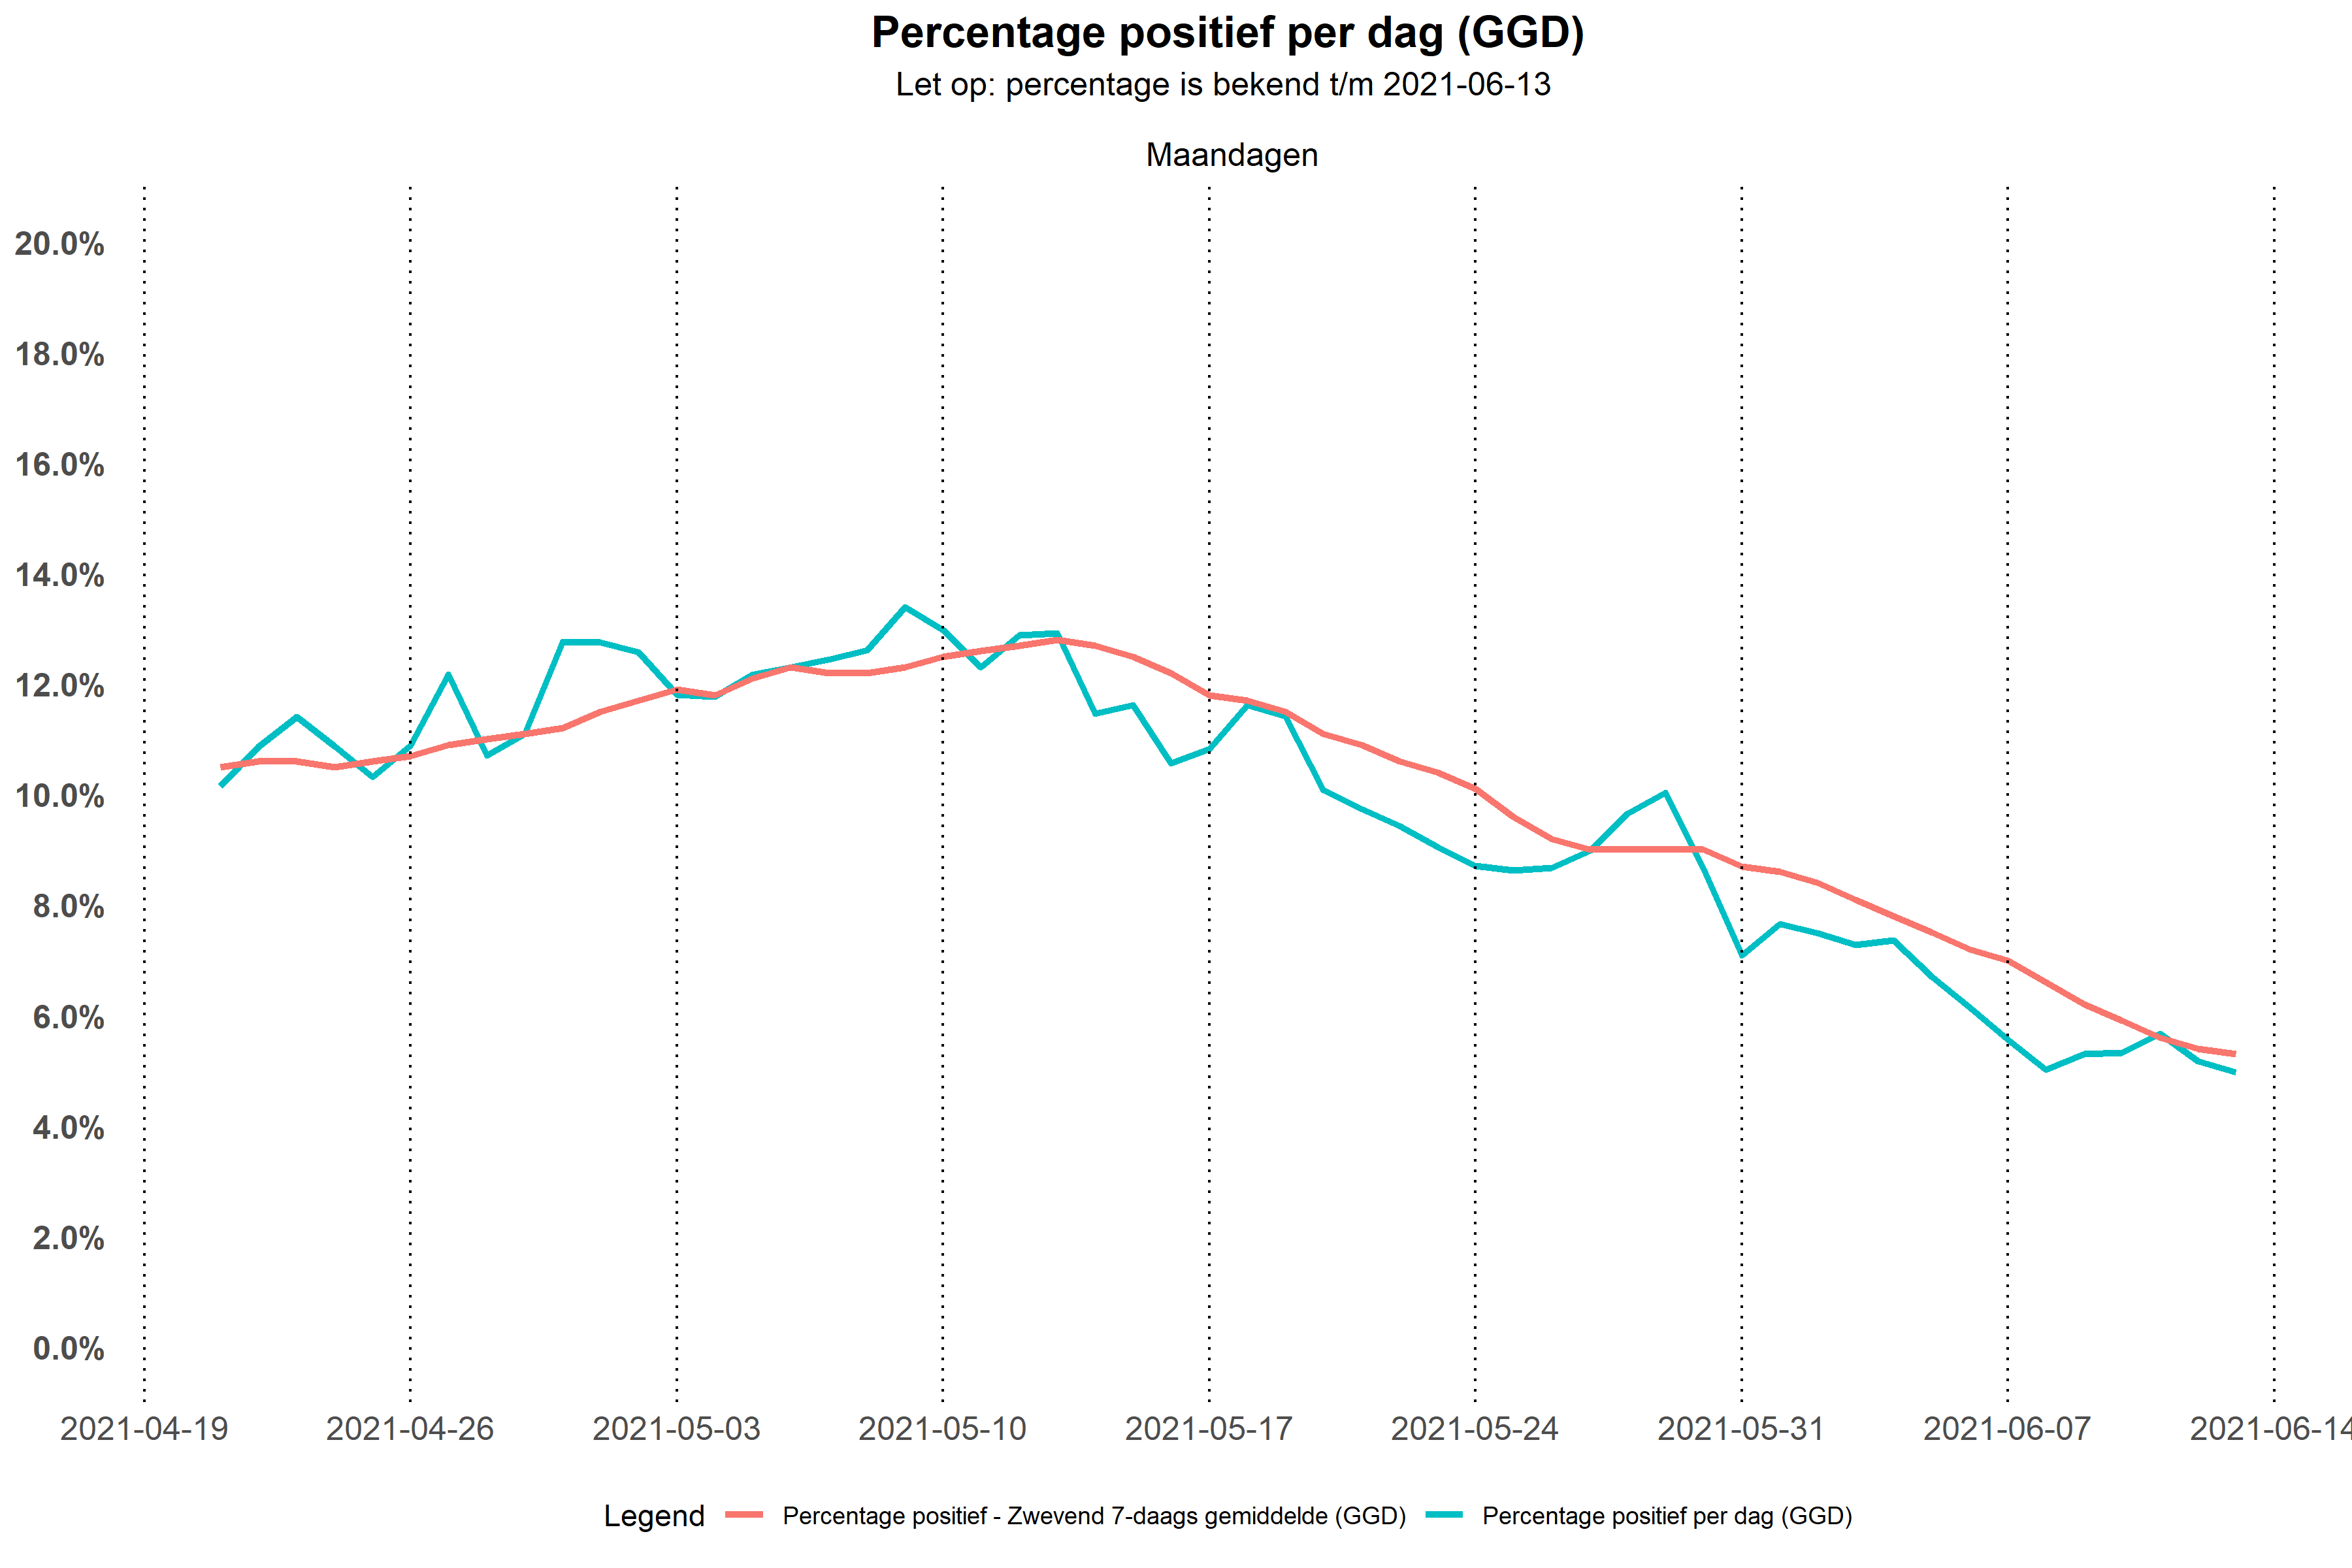 Percentage positief per dag (GGD)
Let op: percentage is bekend t/m 2021-06-13
Maandagen
20.0%
18.0%
16.0%
14.0%
12.0%
10.0%
8.0%
6.0%
4.0%
2.0%
0.0%
2021-04-19 2021-04-26 2021-05-03 2021-05-10 2021-05-17 2021-05-24 2021-05-31 2021-06-07 2021-06-14
Legend Percentage positief - Zwevend 7-daags gemiddelde (GGD) Percentage positief per dag (GGD)